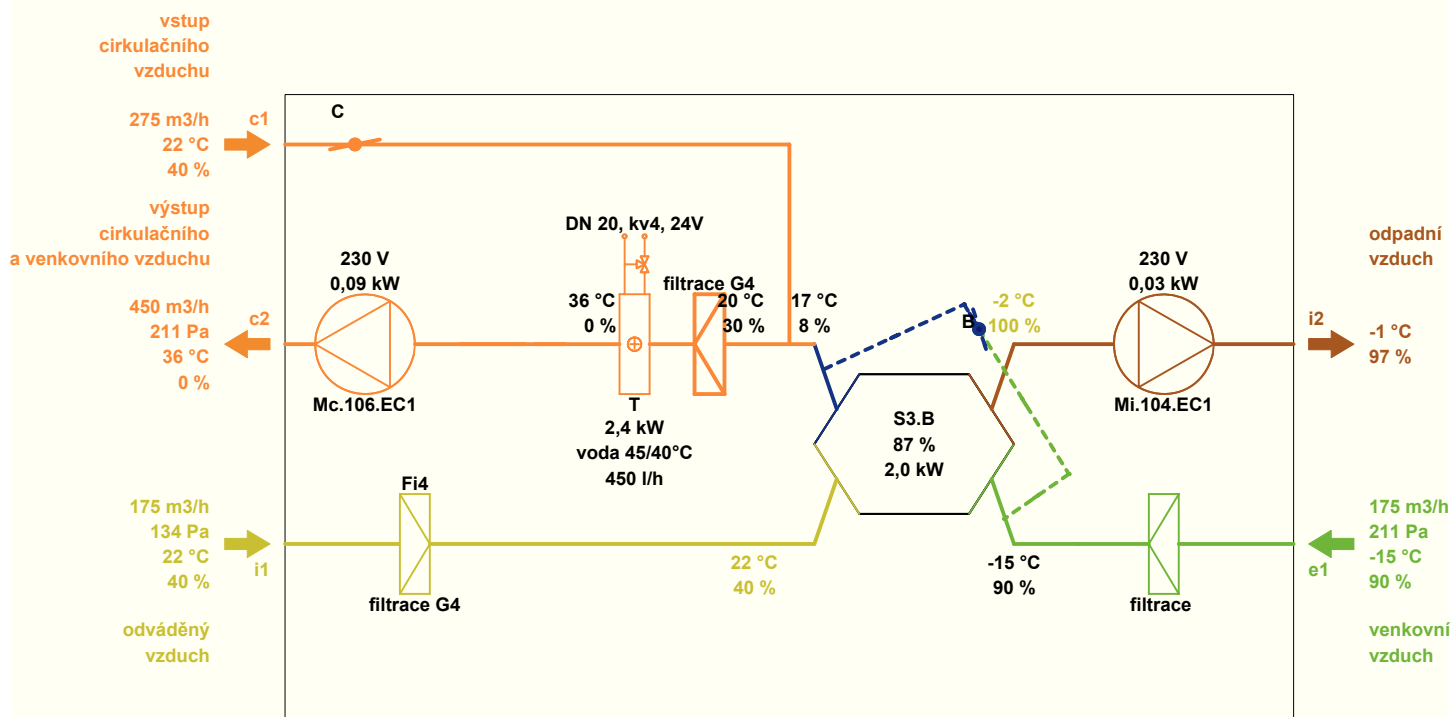 vstup
cirkulačního
vzduchu
275 m3/h
c1
22 °C
40 %
C
výstup
cirkulačního
a venkovního vzduchu
450 m3/h
c2
211 Pa
36 °C
0 %
230 V
0,09 kW
Mc.106.EC1
DN 20, kv4, 24V
36 °C
0 %
T
2,4 kW
voda 45/40°C
450 l/h
filtrace G4
20 °C
30 %
17 °C
8 %
-2 °C
B
100 %
S3.B
87 %
2,0 kW
230 V
0,03 kW
Mi.104.EC1
odpadní
vzduch
i2
-1 °C
97 %
175 m3/h
134 Pa
22 °C
i1
40 %
odváděný
vzduch
Fi4
filtrace G4
22 °C
40 %
-15 °C
90 %
filtrace
175 m3/h
211 Pa
-15 °C
e1
90 %
venkovní
vzduch